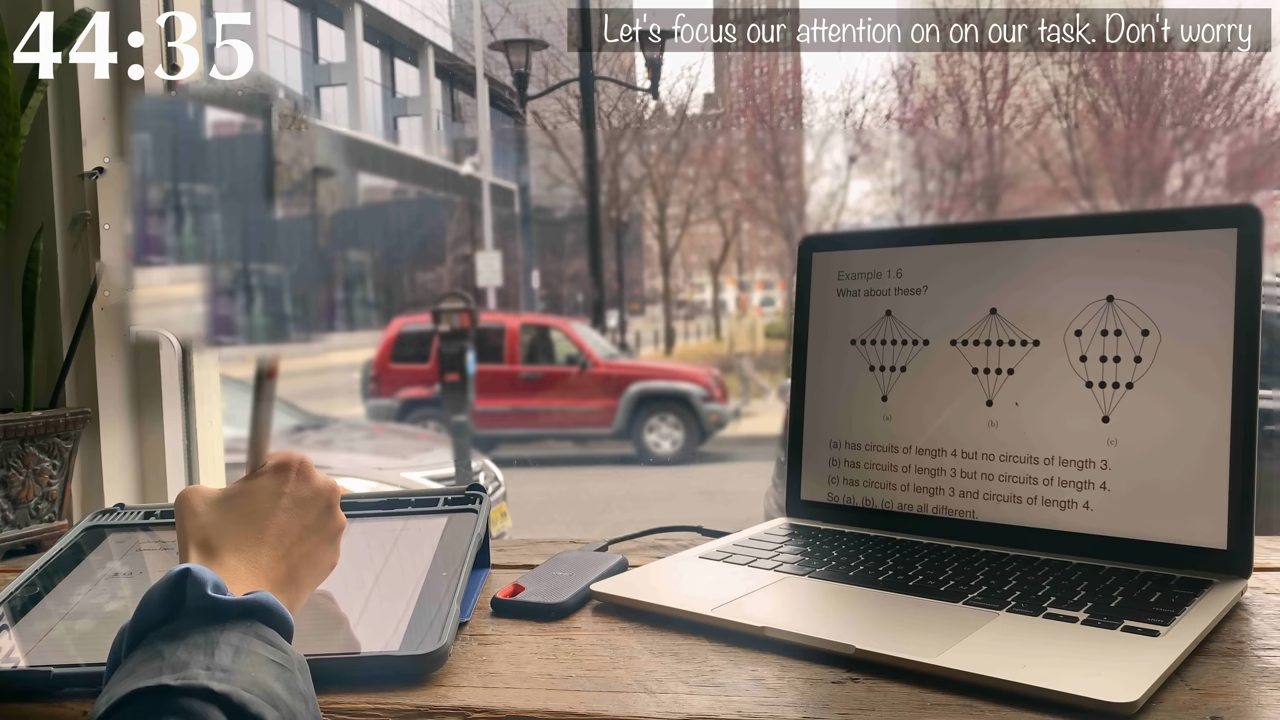 44:35
Let's focus our attention on on our task. Don't worry
Example 1.6
What about these?
(a)
(b)
(c)
(a) has circuits of length 4 but no circuits of length 3.
(b) has circuits of length 3 but no circuits of length 4.
(c) has circuits of length 3 and circuits of length 4.
So (a), (b), (c) are all different.